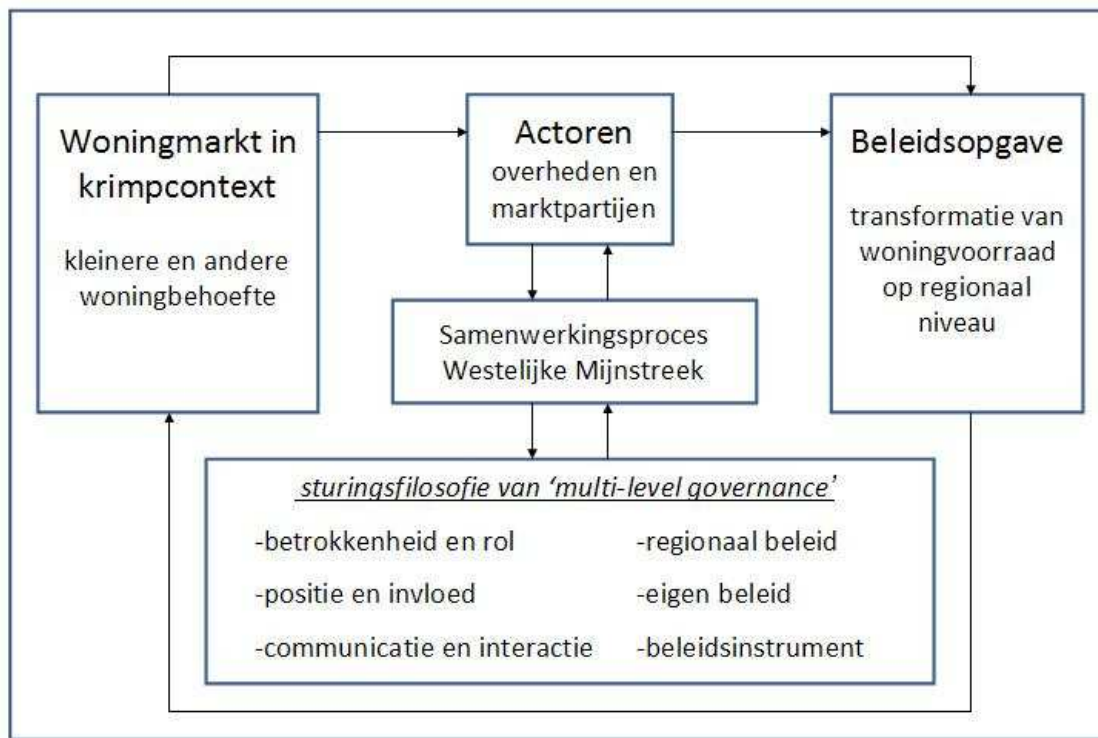 Woningmarkt in
krimpcontext
kleinere en andere
woningbehoefte
Actoren
overheden en
marktpartijen
Beleidsopgave
transformatie van
woningvoorraad
op regionaal
niveau
Samenwerkingsproces
Westelijke Mijnstreek
sturingsfilosofie van ‘multi-level governance’
-betrokkenheid en rol
-positie en invloed
-communicatie en interactie
-regionaal beleid
-eigen beleid
-beleidsinstrument